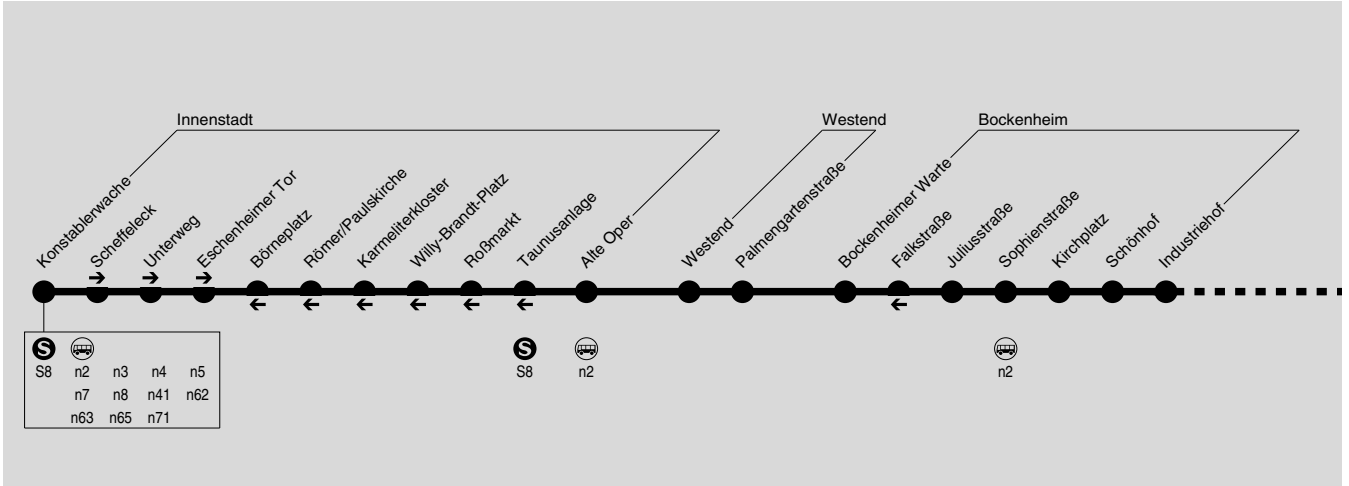 Innenstadt
Westend
Bockenheim
Konstablerwache
Scheffeleck
Unterweg
Eschenheimer Tor
Börneplatz
Römer/Paulskirche
Karmeliterkloster
Willy-Brandt-Platz
Roßmarkt
Taunusanlage
Alte Oper
Westend
Palmengartenstraße
Bockenheimer Warte
Falkstraße
Juliusstraße
Sophienstraße
Kirchplatz
Schönhof
Industriehof
S
S8 n2 n3 n4 n5
n7 n8 n41 n62
n63 n65 n71
S
S8
n2
n2